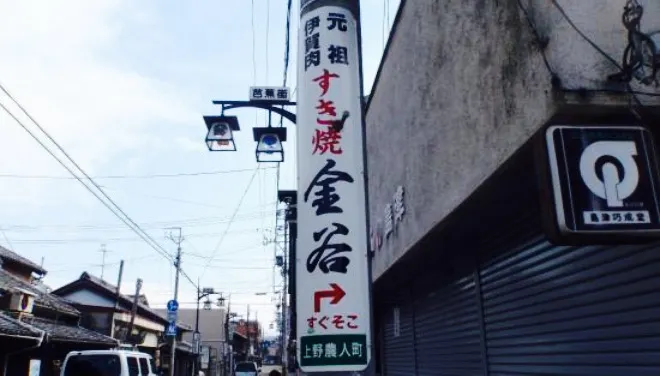 元祖
伊賀肉
すき焼
金谷
すぐそこ
上野農人町
芭蕉街